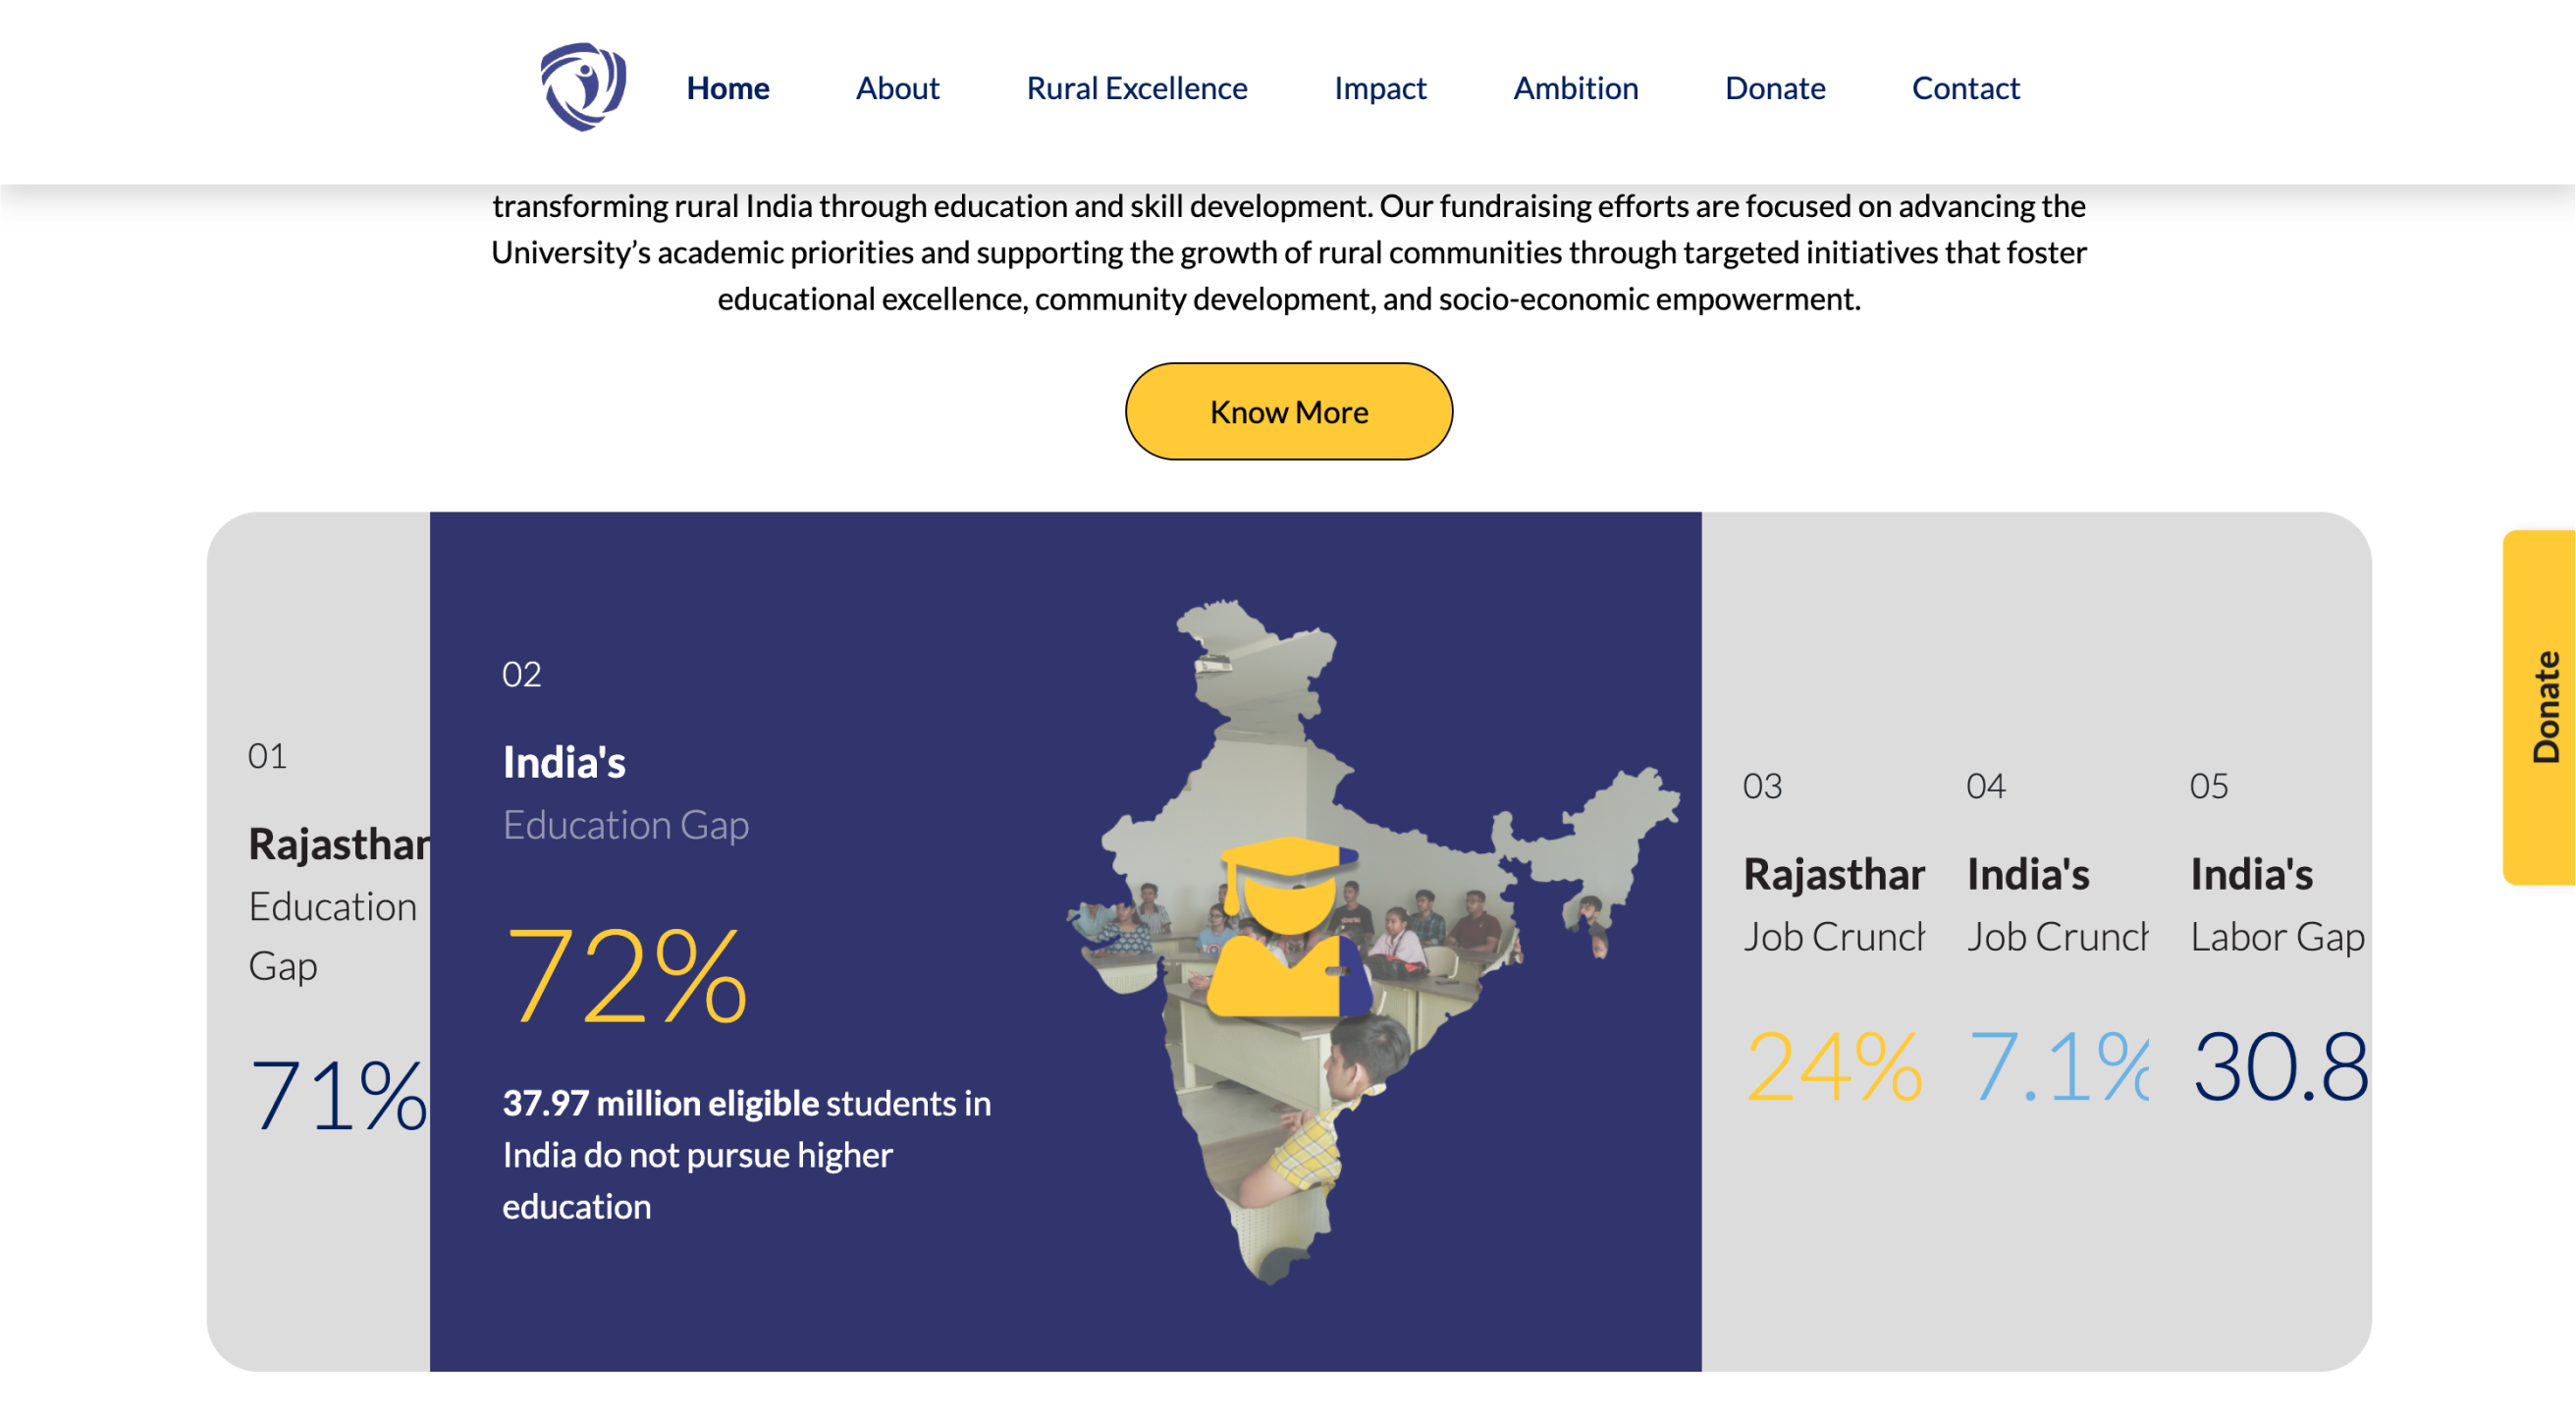 Home
About
Rural Excellence
Impact
Ambition
Donate
Contact
transforming rural India through education and skill development. Our fundraising efforts are focused on advancing the
University’s academic priorities and supporting the growth of rural communities through targeted initiatives that foster
educational excellence, community development, and socio-economic empowerment.
Know More
01
Education
Gap
71%
02
India's
Education Gap
72%
37.97 million eligible students in
India do not pursue higher
education
03
Job
24%
04
India's
Job
7.1%
05
India's
Labor Gap
30.8
Donate